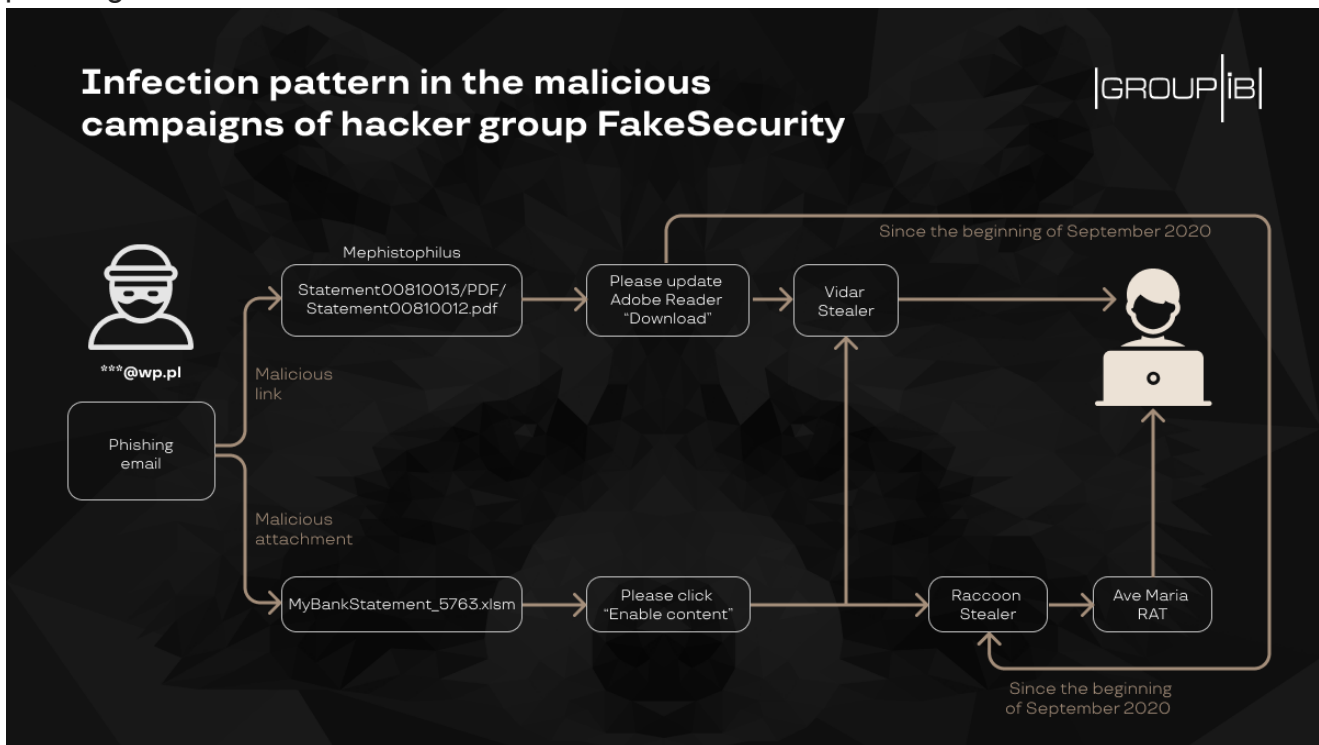 Infection pattern in the malicious
campaigns of hacker group FakeSecurity
GROUP iB
Since the beginning of September 2020
Mephistophilus
Statement00810013/PDF/
Statement00810012.pdf
Please update
Adobe Reader
“Download”
Vidar
Stealer
***@wp.pl
Malicious
link
Phishing
email
Malicious
attachment
MyBankStatement_5763.xlsm
Please click
“Enable content”
Raccoon
Stealer
Ave Maria
RAT
Since the beginning
of September 2020